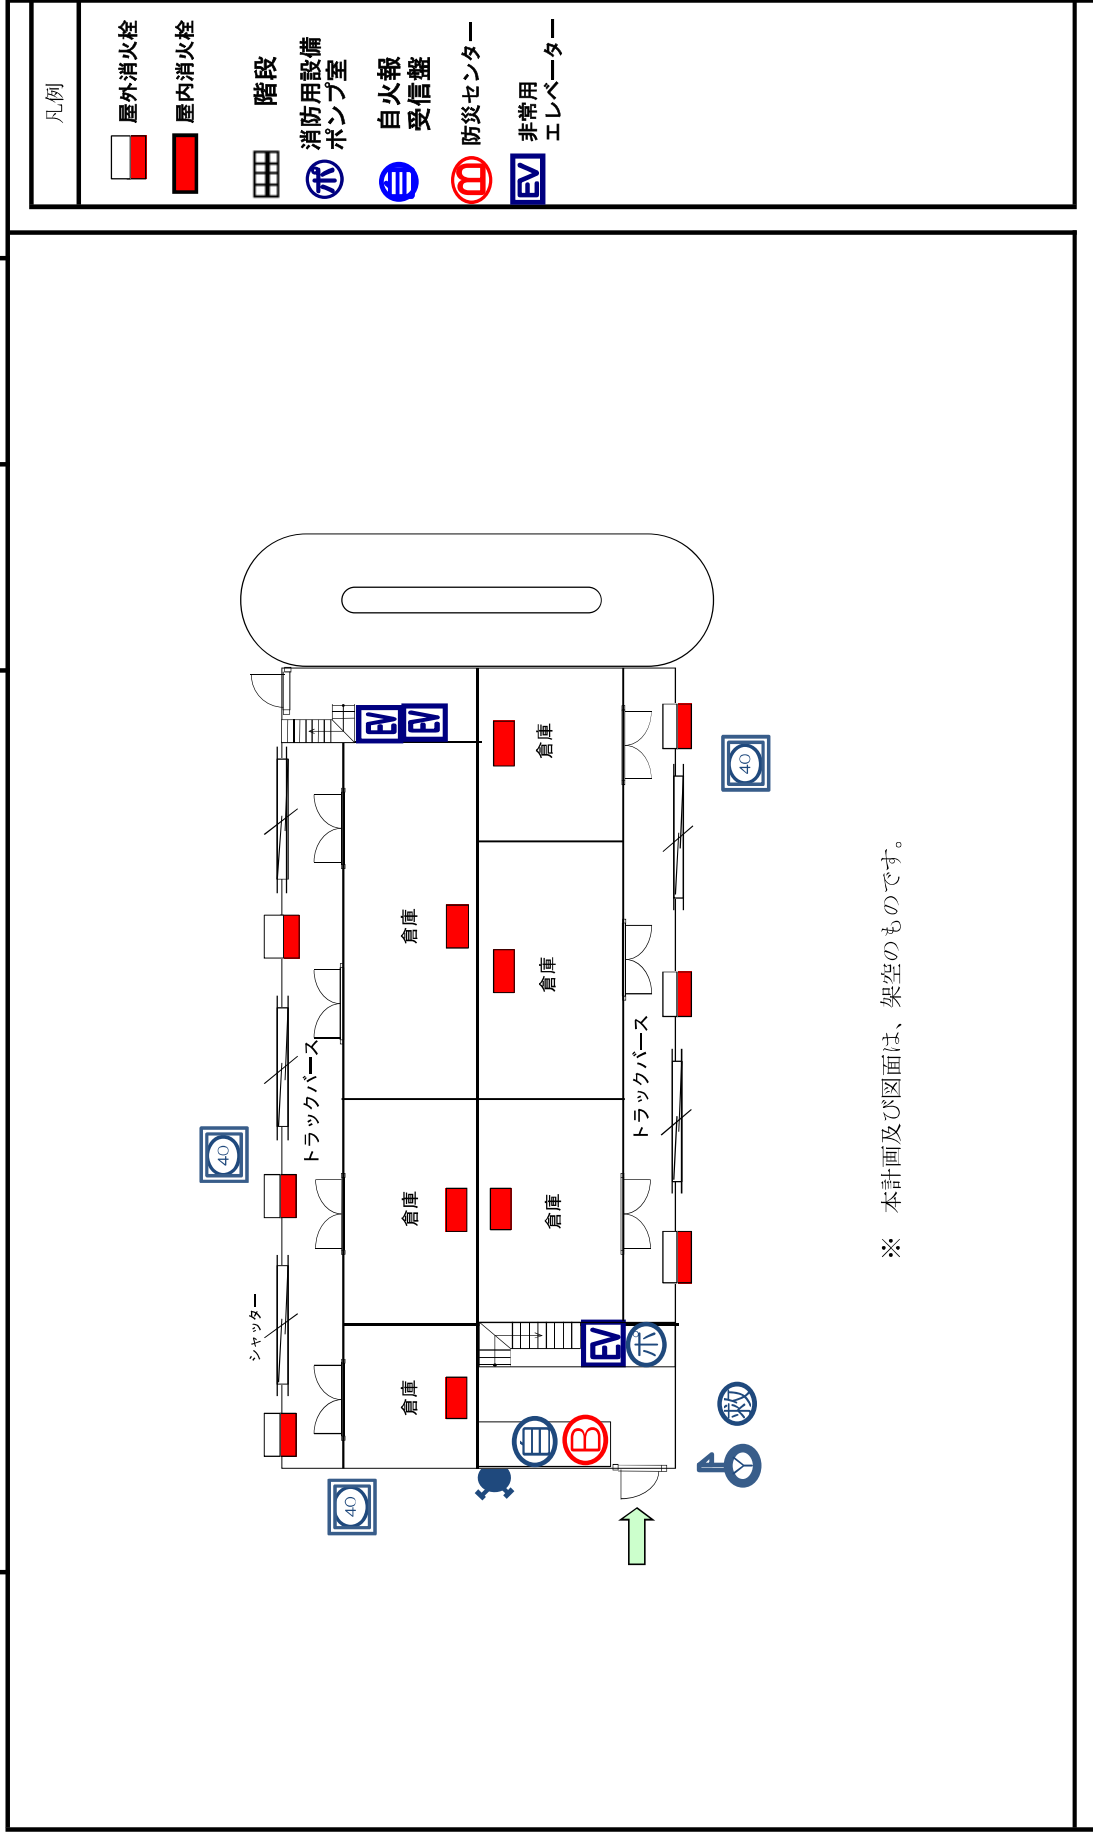 凡例
屋外消火栓
屋内消火栓
階段
ポ
消防用設備
ポンプ室
自
自火報
受信盤
B
防災センター
EV
非常用
エレベーター
40
40
40
シャッター
トラックバース
倉庫
倉庫
倉庫
EV
EV
倉庫
倉庫
倉庫
自
B
EV
ポ
トラックバース
40
救
※　本計画及び図面は、架空のものです。